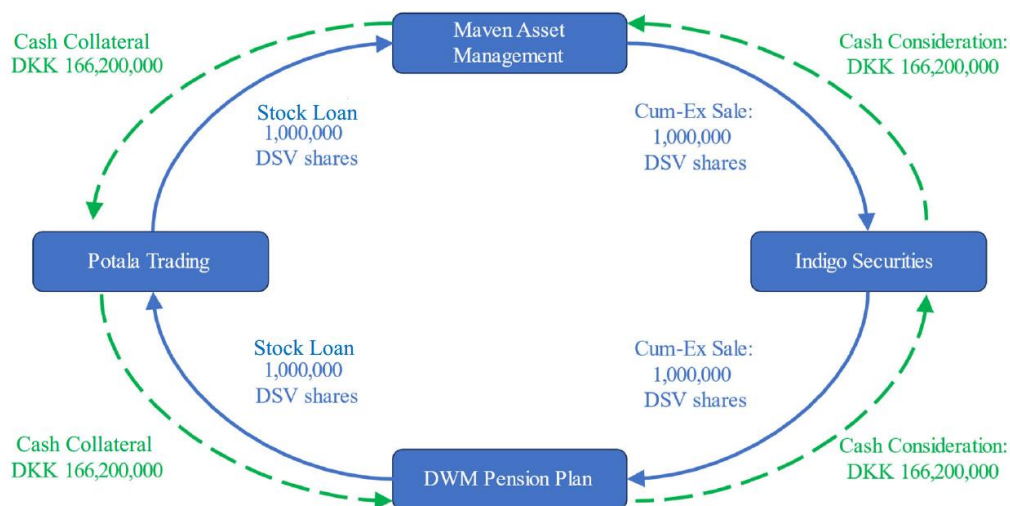 Maven Asset
Management
Cash Collateral
DKK 166,200,000
Cash Consideration:
DKK 166,200,000
Stock Loan
1,000,000
DSV shares
Cum-Ex Sale:
1,000,000
DSV shares
Potala Trading
Indigo Securities
Stock Loan
1,000,000
DSV shares
Cum-Ex Sale:
1,000,000
DSV shares
Cash Collateral
DKK 166,200,000
DWM Pension Plan
Cash Consideration:
DKK 166,200,000